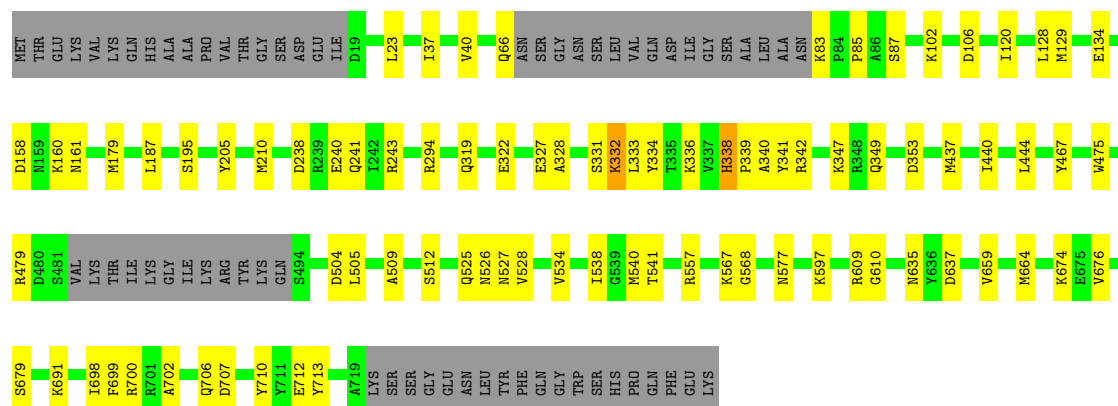 MET THR GLU LYS VAL LYS GLN HIS ALA ALA PRO VAL THR GLY SER ASP GLU ILE D19 L23 I37 V40 Q66 ASN SER GLY ASN SER LEU VAL GLN ASP ILE GLY SER ALA LEU ALA ASN K83 P84 P85 A86 S87 K102 D106 I120 L128 M129 E134
D158 N159 K160 N161 M179 L187 S195 Y205 M210 D238 R239 E240 Q241 I242 R243 R294 Q319 E322 E327 A328 S331 K332 L333 Y334 T335 K336 V337 H338 P339 A340 Y341 R342 K347 R348 Q349 D353 M437 I440 L444 Y467 W475
R479 D480 S481 VAL LYS THR ILE LYS GLY ILE LYS ARG TYR LYS GLN S494 D504 L505 A509 S512 Q525 N526 N527 V528 V534 I538 G539 M540 T541 R557 K567 G568 N577 K597 R609 G610 N635 Y636 D637 V659 M664 K674 E675 V676
S679 K691 I698 F699 R700 R701 A702 Q706 D707 Y710 Y711 E712 Y713 A719 LYS SER SER GLY GLU ASN LEU TYR PHE GLN GLY TRP SER HIS PRO GLN PHE GLU LYS